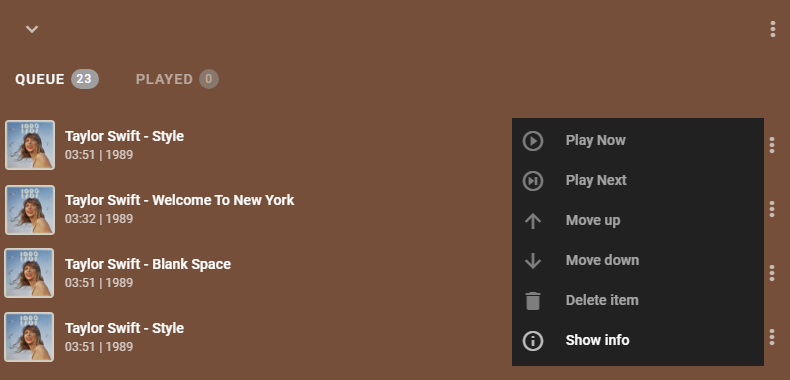 QUEUE 23 PLAYED 0
Taylor Swift - Style
03:51 | 1989
Taylor Swift - Welcome To New York
03:32 | 1989
Taylor Swift - Blank Space
03:51 | 1989
Taylor Swift - Style
03:51 | 1989
Play Now
Play Next
Move up
Move down
Delete item
Show info